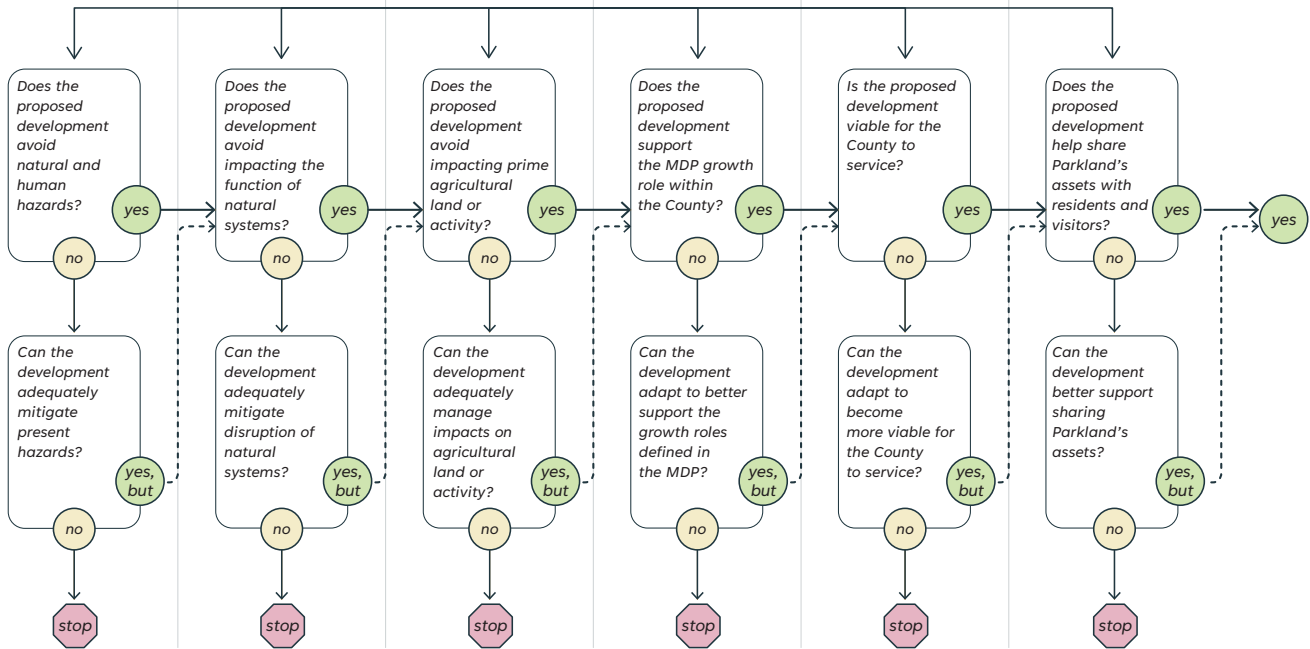 Does the
proposed
development
avoid
natural and
human
hazards?
yes
no
Does the
proposed
development
avoid
impacting the
function of
natural
systems?
yes
no
Does the
proposed
development
avoid
impacting prime
agricultural
land or
activity?
yes
no
Does the
proposed
development
support
the MDP growth
role within
the County?
yes
no
Is the proposed
development
viable for the
County to
service?
yes
no
Does the
proposed
development
help share
Parkland's
assets with
residents and
visitors?
yes
no
yes
Can the
development
adequately
mitigate
present
hazards?
yes,
but
no
stop
Can the
development
adequately
mitigate
disruption of
natural
systems?
yes,
but
no
stop
Can the
development
adequately
manage
impacts on
agricultural
land or
activity?
yes,
but
no
stop
Can the
development
adapt to better
support the
growth roles
defined in
the MDP?
yes,
but
no
stop
Can the
development
adapt to
become
more viable for
the County
to service?
yes,
but
no
stop
Can the
development
better support
sharing
Parkland's
assets?
yes,
but
no
stop